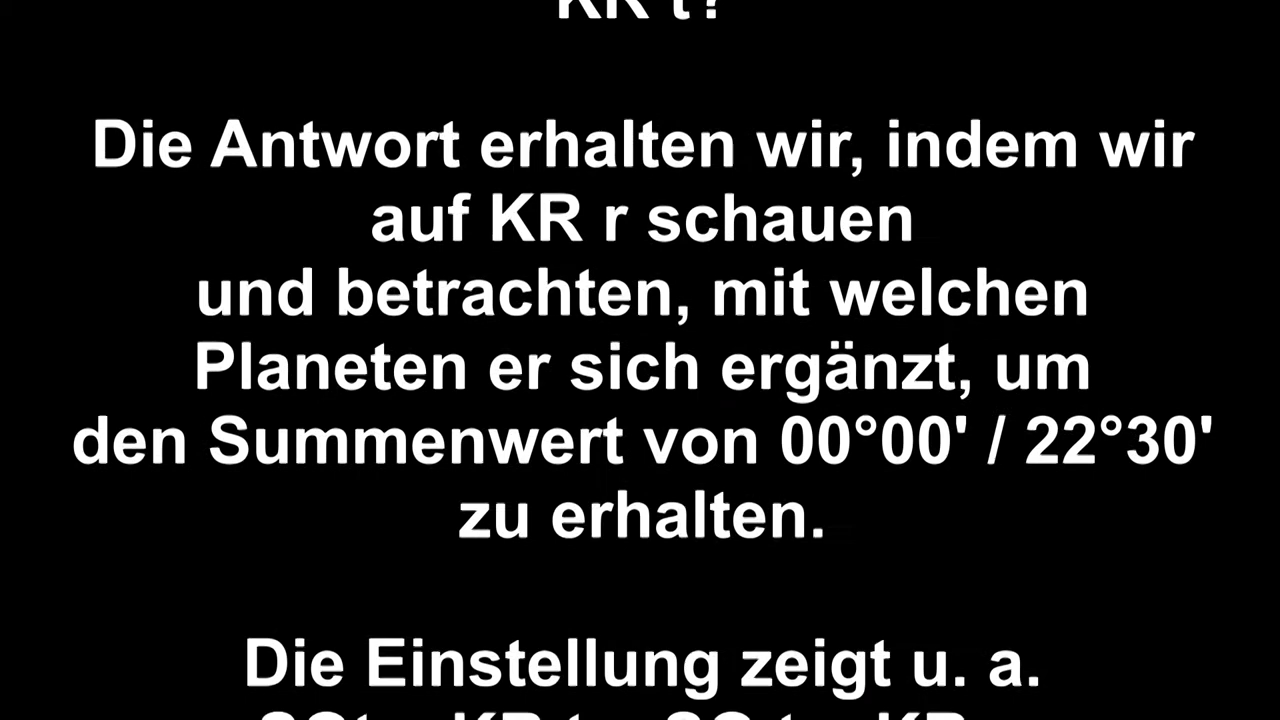 KR t?
Die Antwort erhalten wir, indem wir
auf KR r schauen
und betrachten, mit welchen
Planeten er sich ergänzt, um
den Summenwert von 00°00' / 22°30'
zu erhalten.
Die Einstellung zeigt u. a.